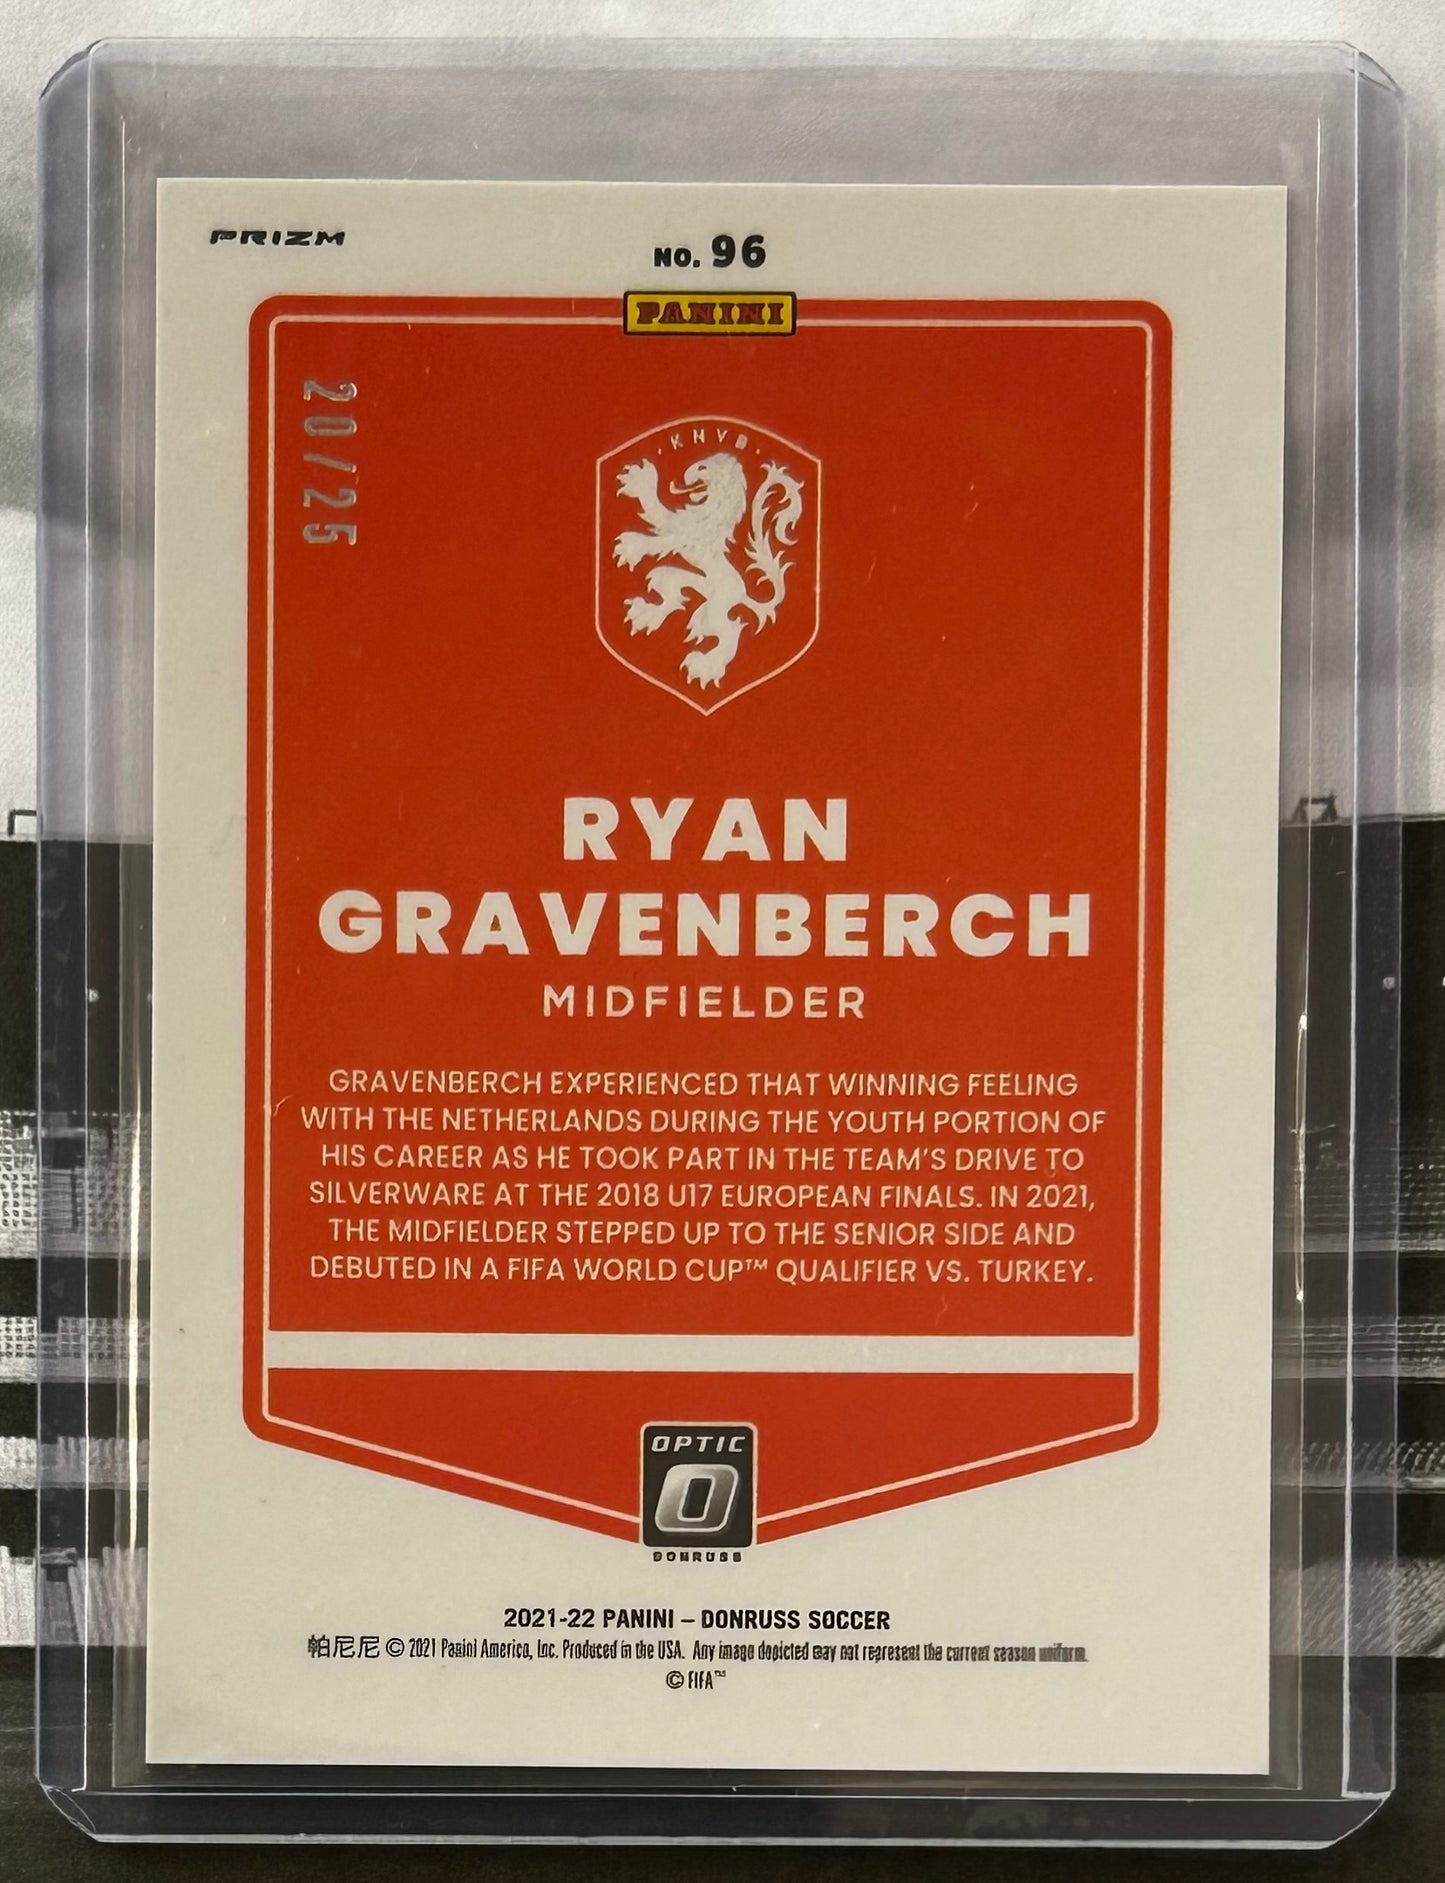 PRIZM
NO. 96
PANINI
20/25
KNVB
RYAN
GRAVENBERCH
MIDFIELDER
GRAVENBERCH EXPERIENCED THAT WINNING FEELING
WITH THE NETHERLANDS DURING THE YOUTH PORTION OF
HIS CAREER AS HE TOOK PART IN THE TEAM'S DRIVE TO
SILVERWARE AT THE 2018 U17 EUROPEAN FINALS. IN 2021,
THE MIDFIELDER STEPPED UP TO THE SENIOR SIDE AND
DEBUTED IN A FIFA WORLD CUP™ QUALIFIER VS. TURKEY.
OPTIC
O
DONRUSS
2021-22 PANINI – DONRUSS SOCCER
帕尼尼 © 2021 Panini America, Inc. Produced in the USA. Any image depicted may not represent the current season uniform.
© FIFA™